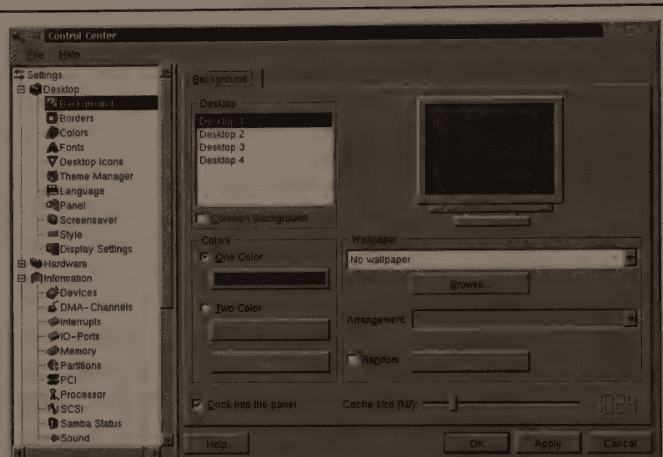 Control Center
File Help
Settings
Desktop
Background
Borders
Colors
Fonts
Desktop Icons
Theme Manager
Language
Panel
Screensaver
Style
Display Settings
Hardware
Information
Devices
DMA-Channels
Interrupts
IO-Ports
Memory
Partitions
PCI
Processor
SCSI
Samba Status
Sound
Background
Desktop
Desktop 1
Desktop 2
Desktop 3
Desktop 4
Common Background
Colors
One Color
Two Color
Wallpaper
No wallpaper
Browse...
Arrangement
Random
Dock into the panel
Cache size (kB):
1024
Help
OK
Apply
Cancel